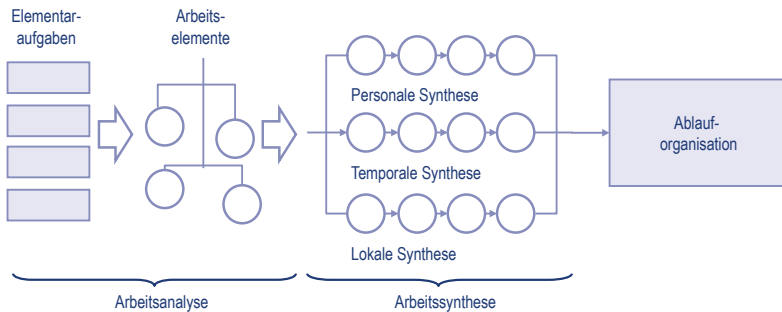 Elementar-
aufgaben
Arbeits-
elemente
Personale Synthese
Temporale Synthese
Lokale Synthese
Ablauf-
organisation
Arbeitsanalyse
Arbeitssynthese